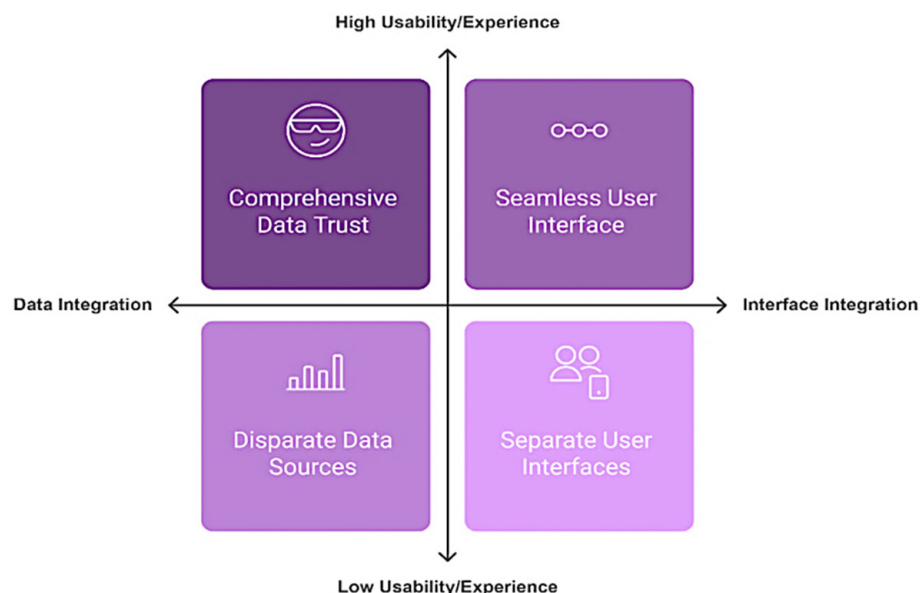 High Usability/Experience
Comprehensive
Data Trust
Seamless User
Interface
Data Integration
Interface Integration
Disparate Data
Sources
Separate User
Interfaces
Low Usability/Experience